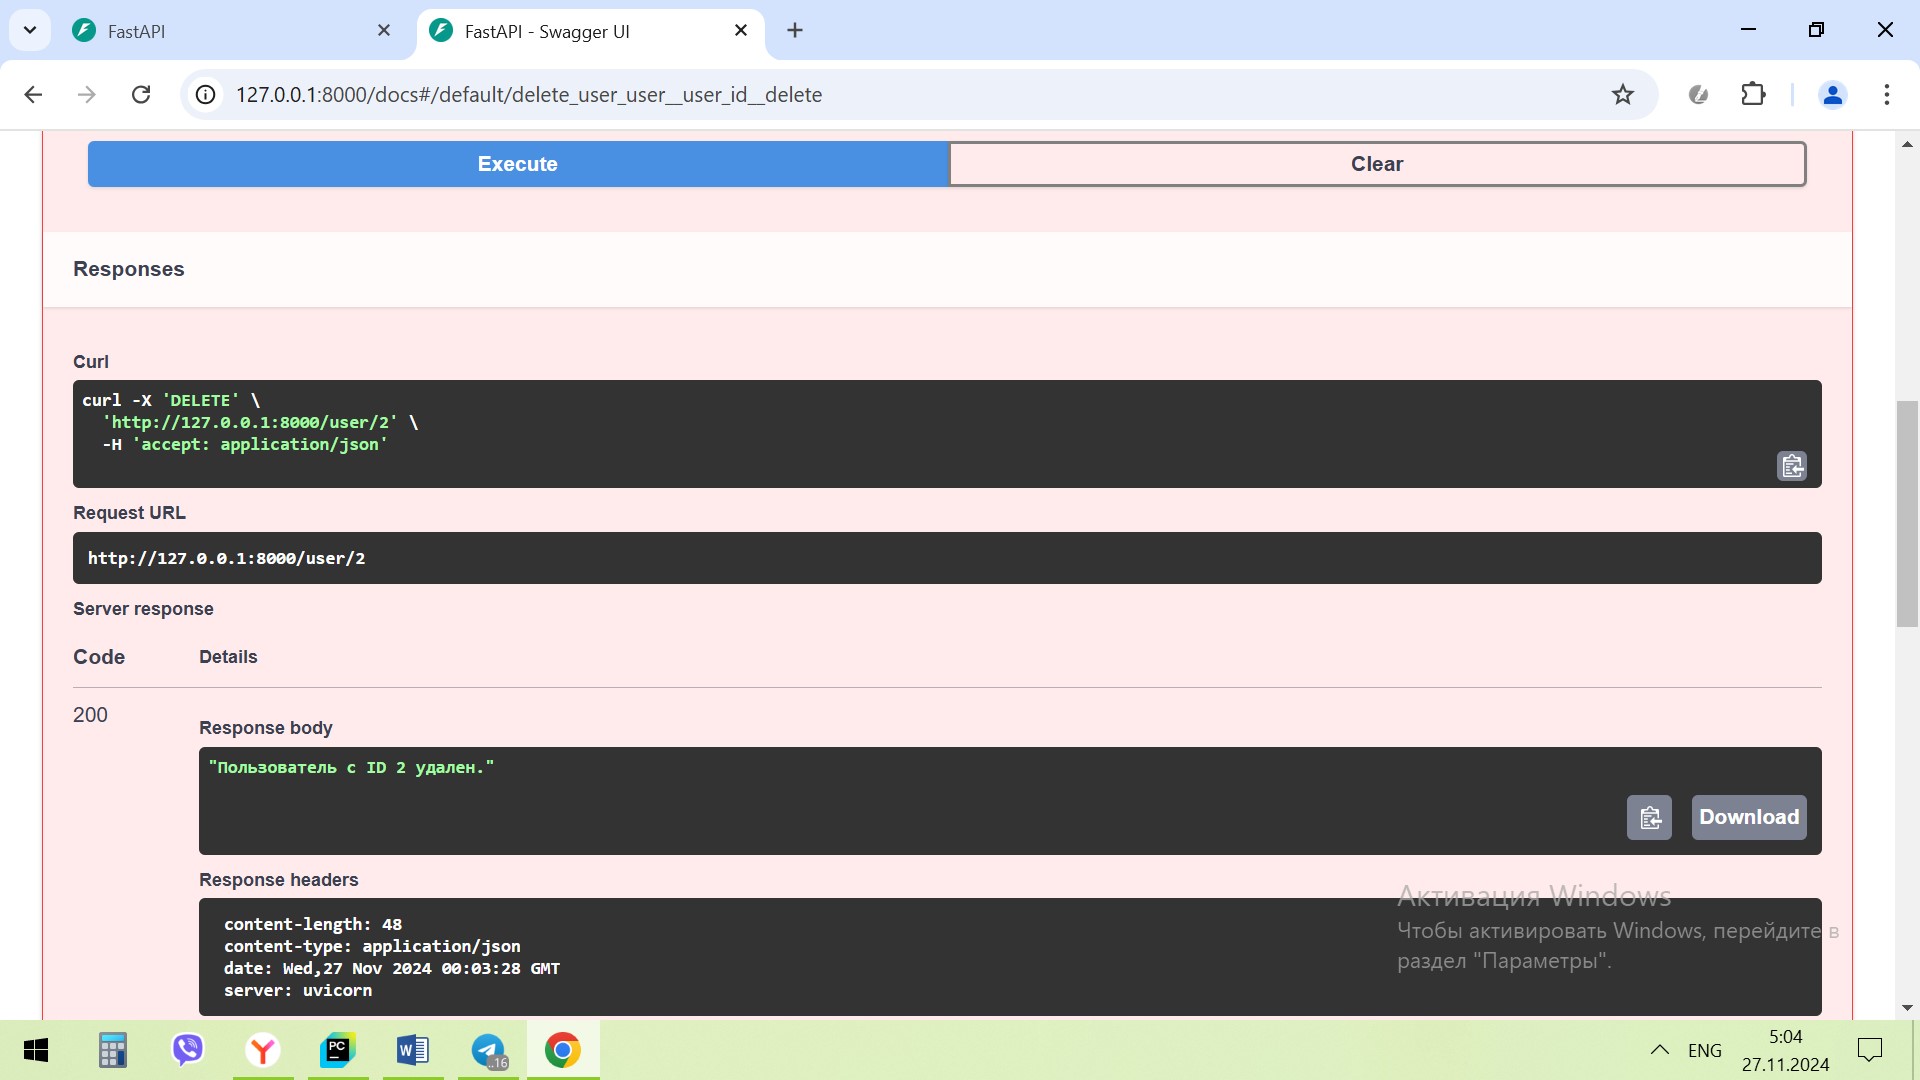 FastAPI
FastAPI - Swagger UI
127.0.0.1:8000/docs#/default/delete_user_user__user_id__delete
Execute
Clear
Responses
Curl
curl -X 'DELETE' \
'http://127.0.0.1:8000/user/2' \
-H 'accept: application/json'
Request URL
http://127.0.0.1:8000/user/2
Server response
Code
Details
200
Response body
"Пользователь с ID 2 удален."
Download
Response headers
content-length: 48
content-type: application/json
date: Wed,27 Nov 2024 00:03:28 GMT
server: uvicorn
Активация Windows
Чтобы активировать Windows, перейдите в
раздел "Параметры".
PC
W
..16
ENG
5:04
27.11.2024